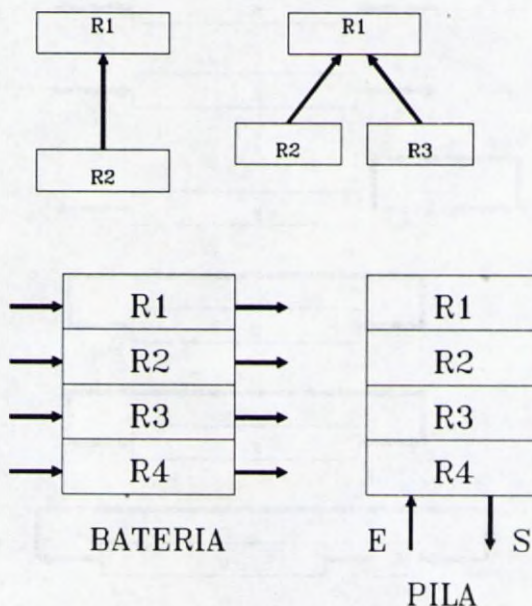 R1 R1
R2 R2 R3
R1 R1
R2 R2
R3 R3
R4 R4
BATERIA E S
PILA